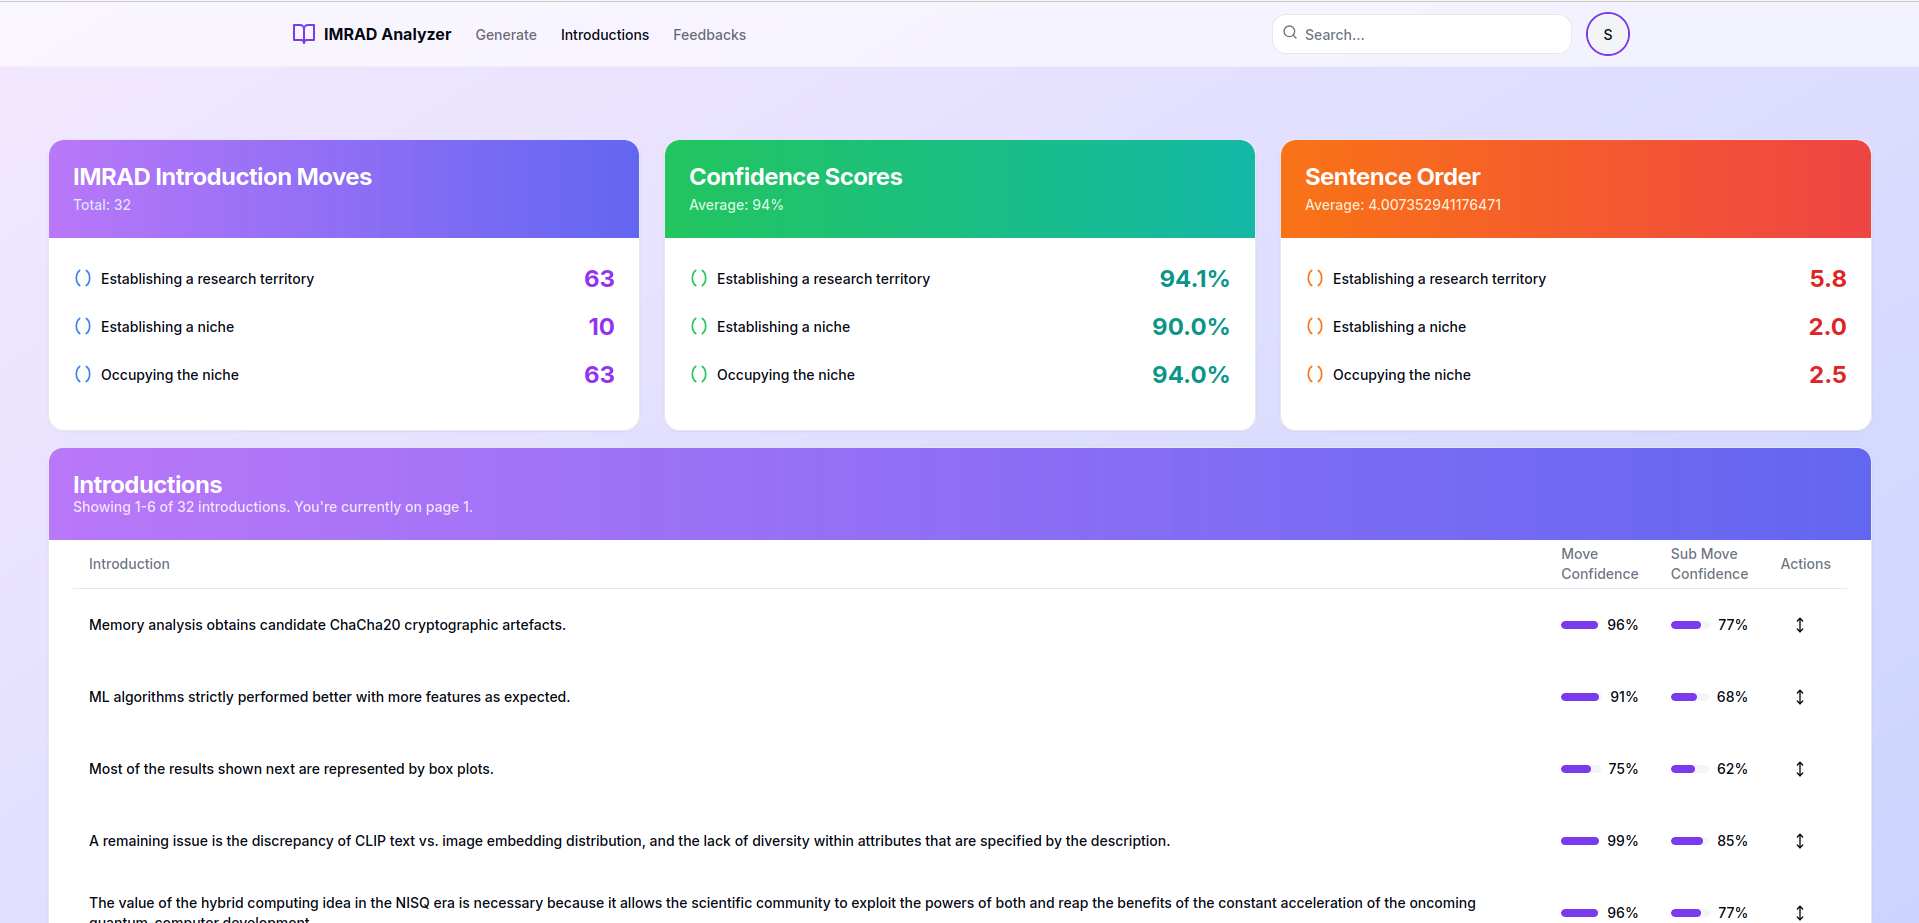 IMRAD Analyzer Generate Introductions Feedbacks Search... S
IMRAD Introduction Moves
Total: 32
Establishing a research territory 63
Establishing a niche 10
Occupying the niche 63
Confidence Scores
Average: 94%
Establishing a research territory 94.1%
Establishing a niche 90.0%
Occupying the niche 94.0%
Sentence Order
Average: 4.007352941176471
Establishing a research territory 5.8
Establishing a niche 2.0
Occupying the niche 2.5
Introductions
Showing 1-6 of 32 introductions. You're currently on page 1.
Introduction Move Confidence Sub Move Confidence Actions
Memory analysis obtains candidate ChaCha20 cryptographic artefacts. 96% 77%
ML algorithms strictly performed better with more features as expected. 91% 68%
Most of the results shown next are represented by box plots. 75% 62%
A remaining issue is the discrepancy of CLIP text vs. image embedding distribution, and the lack of diversity within attributes that are specified by the description. 99% 85%
The value of the hybrid computing idea in the NISQ era is necessary because it allows the scientific community to exploit the powers of both and reap the benefits of the constant acceleration of the oncoming 96% 77%
quantum-computer development.